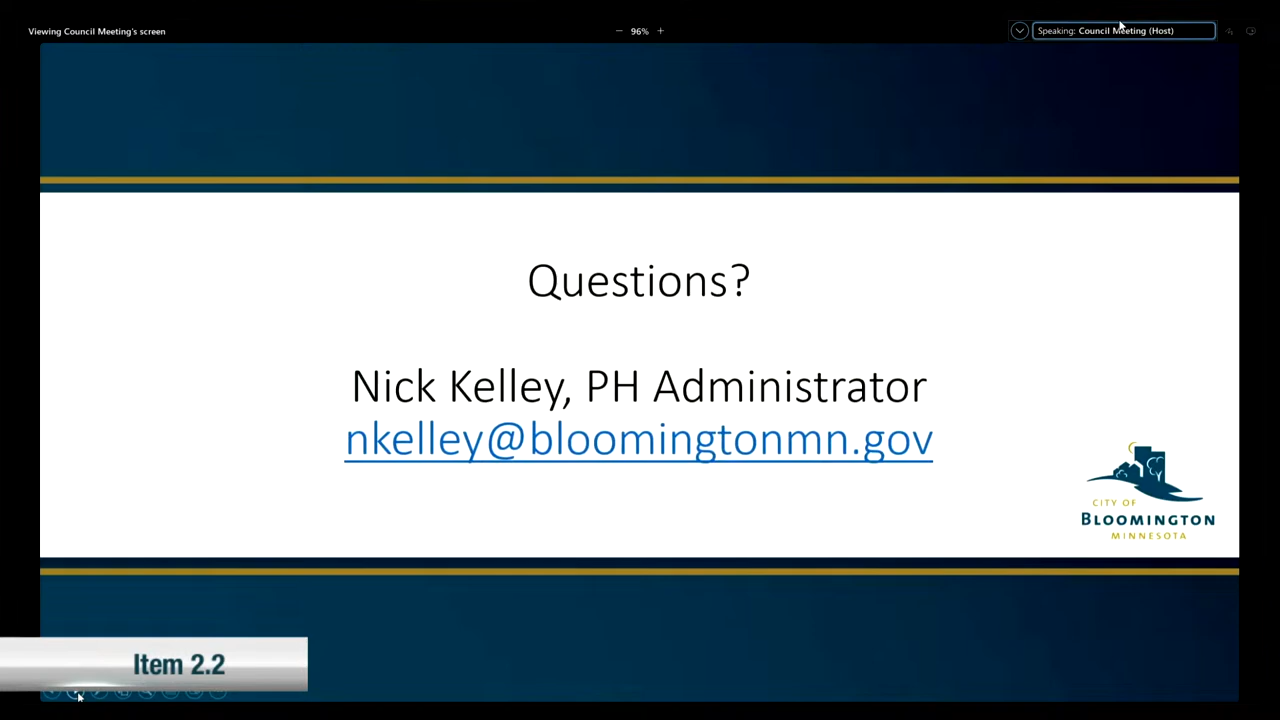 Viewing Council Meeting's screen
− 96% +
Speaking: Council Meeting (Host)
Questions?
Nick Kelley, PH Administrator
nkelley@bloomingtonmn.gov
CITY OF
BLOOMINGTON
MINNESOTA
Item 2.2